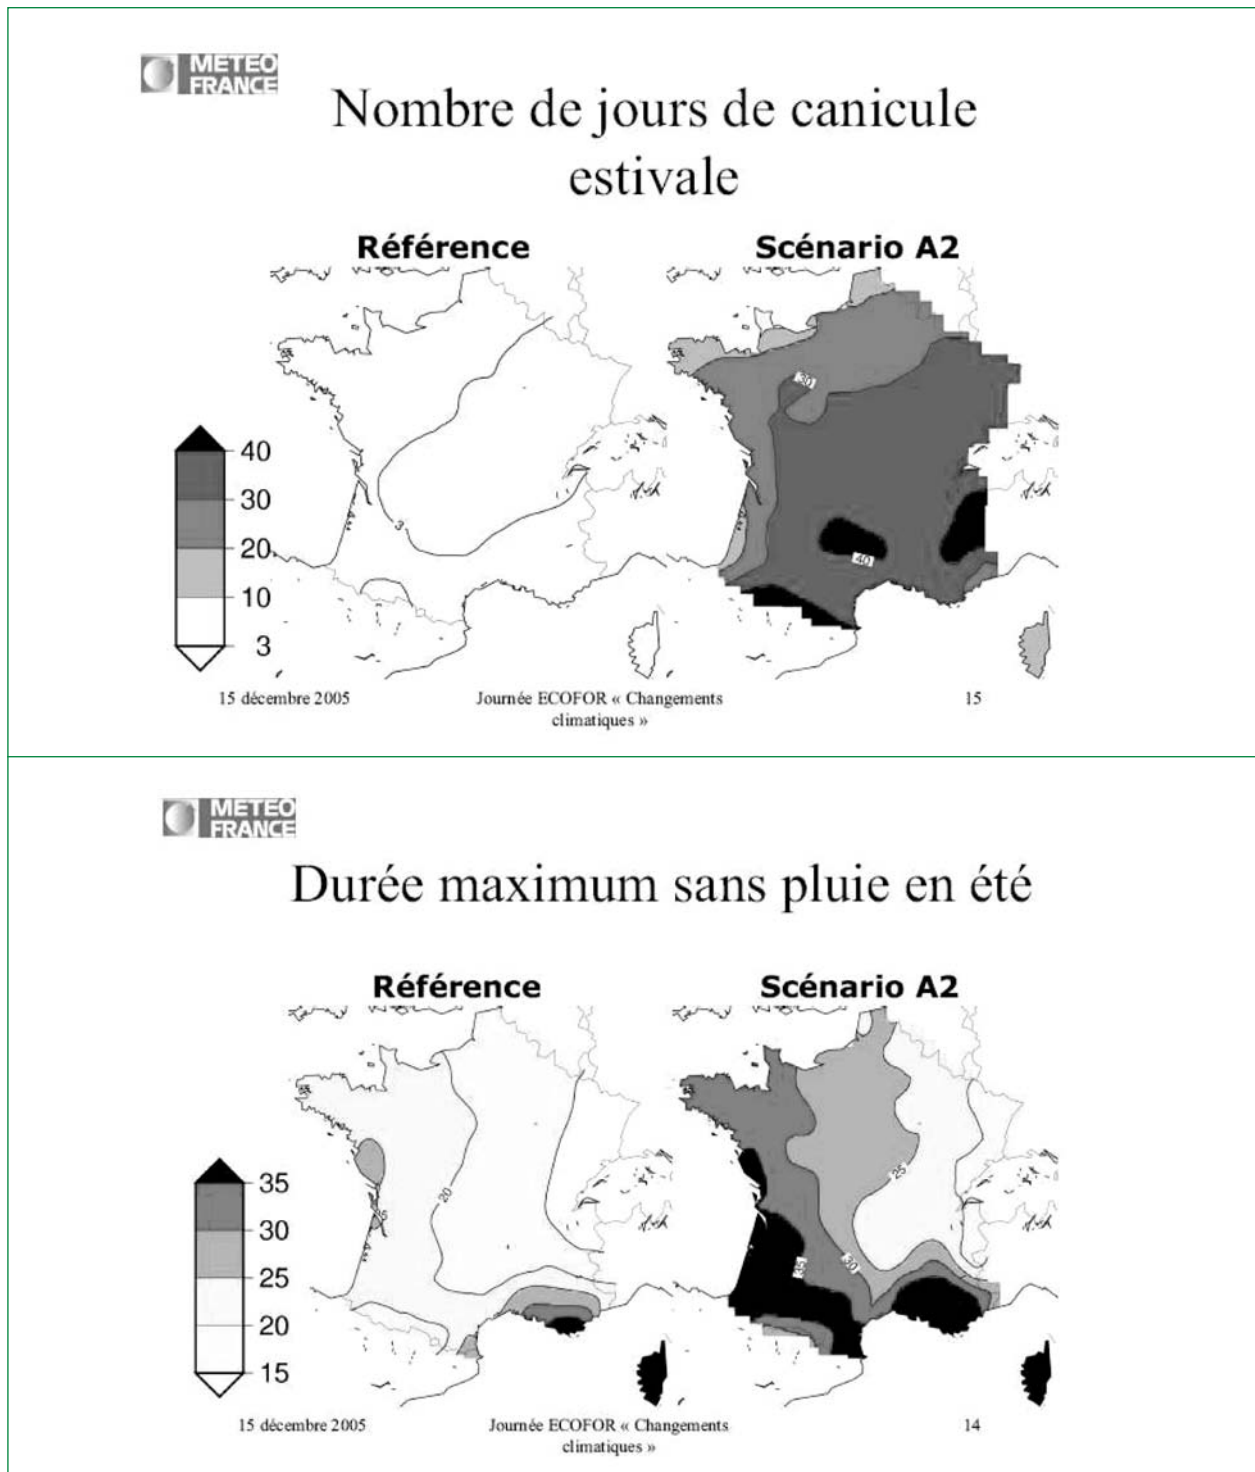 METEO
FRANCE
Nombre de jours de canicule
estivale
Référence
Scénario A2
30
40
3
40
30
20
10
3
15 décembre 2005
Journée ECOFOR « Changements
climatiques »
15
METEO
FRANCE
Durée maximum sans pluie en été
Référence
Scénario A2
20
25
30
35
35
30
25
20
15
15 décembre 2005
Journée ECOFOR « Changements
climatiques »
14